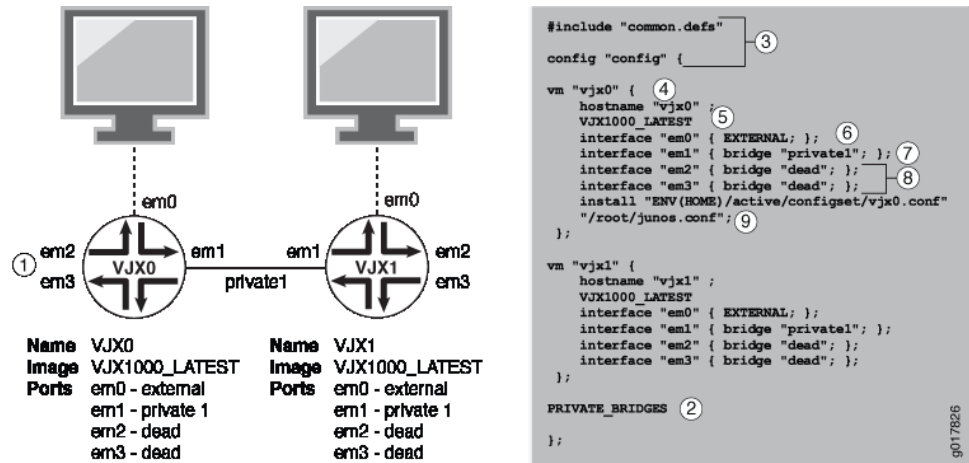 em0
em2
em3
em1
VJX0
①
private1
em0
em1
em2
em3
VJX1
Name VJX0
Image VJX1000_LATEST
Ports em0 - external
em1 - private 1
em2 - dead
em3 - dead
Name VJX1
Image VJX1000_LATEST
Ports em0 - external
em1 - private 1
em2 - dead
em3 - dead
#include "common.defs"
③
config "config" {
vm "vjx0" { ④
hostname "vjx0" ;
VJX1000_LATEST ⑤
interface "em0" { EXTERNAL; }; ⑥
interface "em1" { bridge "private1"; }; ⑦
interface "em2" { bridge "dead"; };
interface "em3" { bridge "dead"; }; ⑧
install "ENV(HOME)/active/configset/vjx0.conf"
"/root/junos.conf"; ⑨
};
vm "vjx1" {
hostname "vjx1" ;
VJX1000_LATEST
interface "em0" { EXTERNAL; };
interface "em1" { bridge "private1"; };
interface "em2" { bridge "dead"; };
interface "em3" { bridge "dead"; };
};
PRIVATE_BRIDGES ②
};
g017826